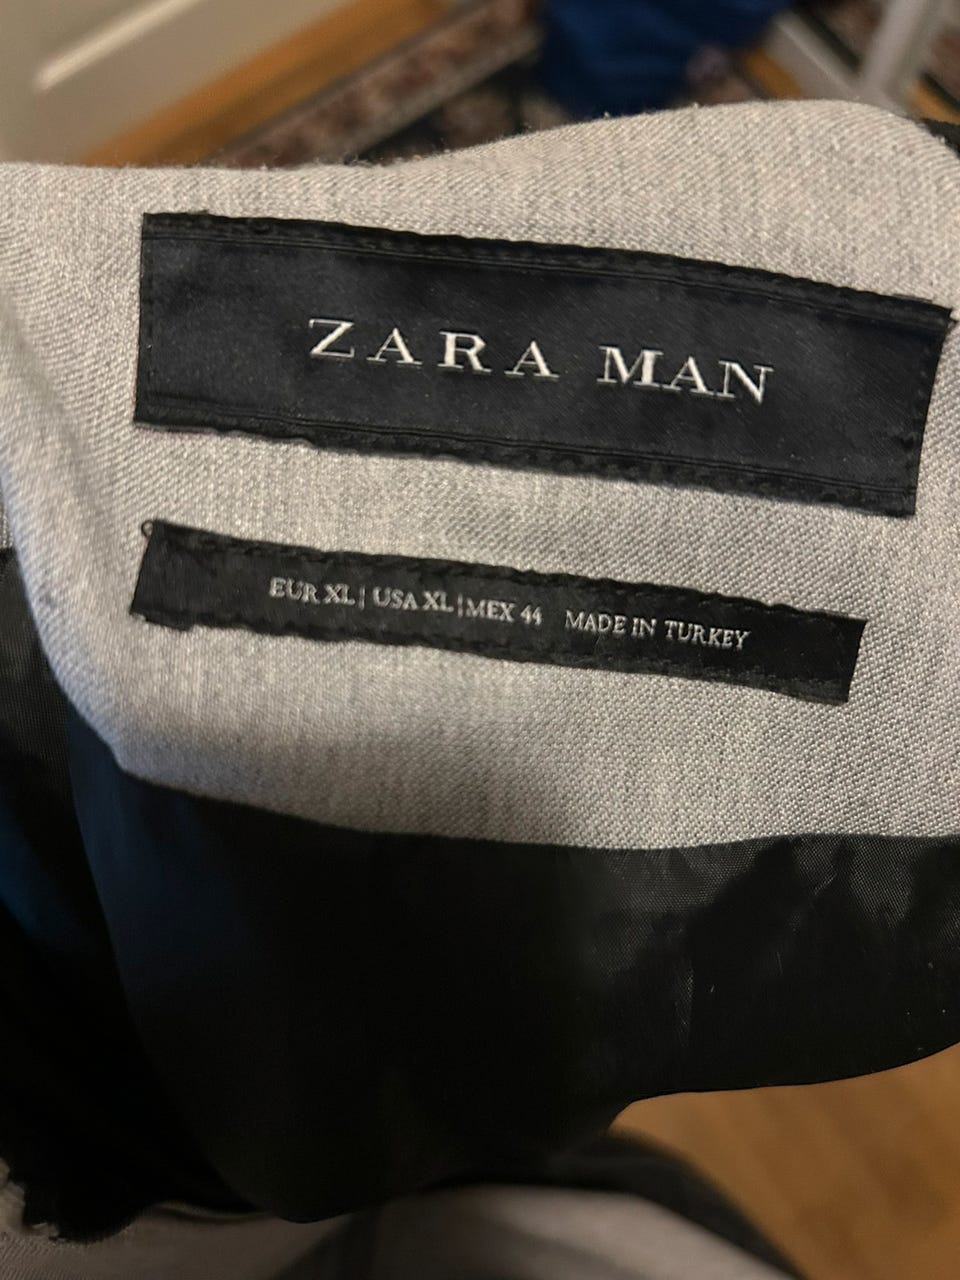 ZARA MAN
EUR XL | USA XL | MEX 44 MADE IN TURKEY